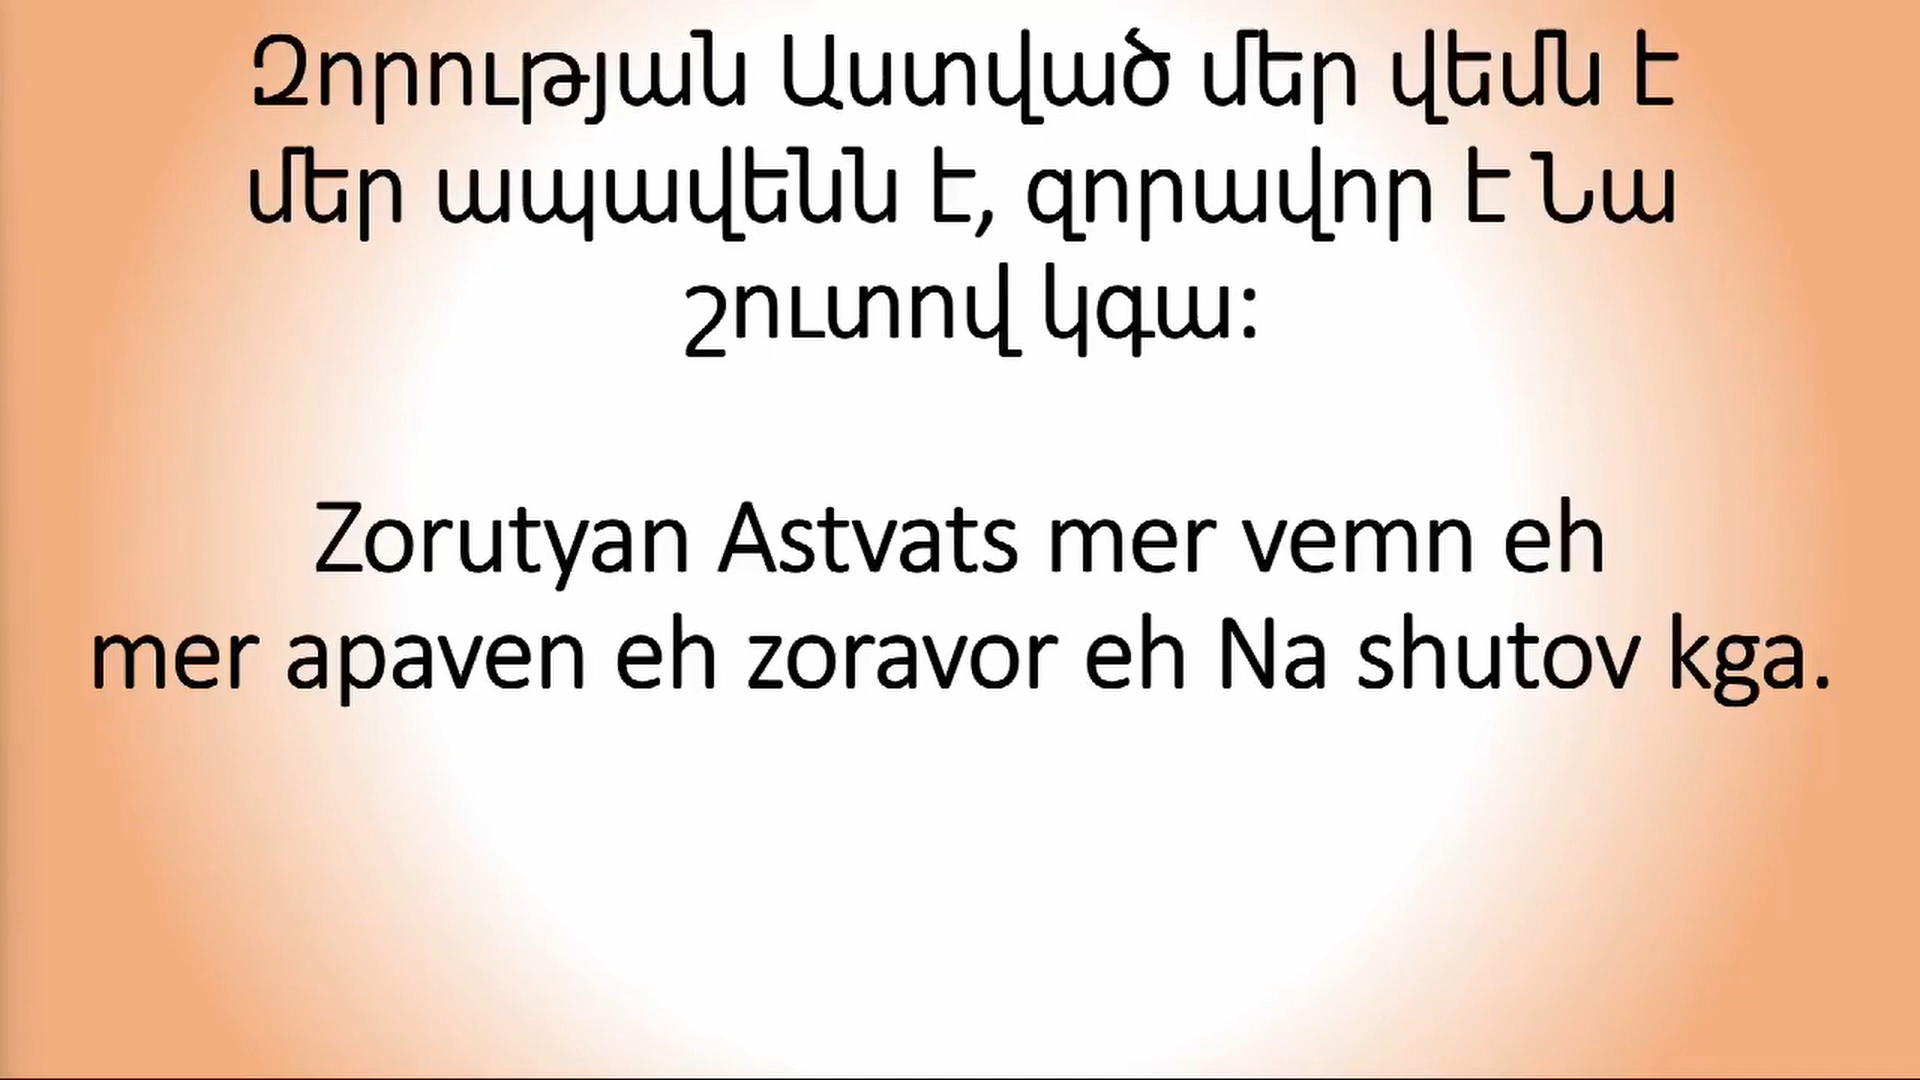 Զորության Աստված մեր վեմն է
մեր ապավենն է, զորավոր է Նա
շուտով կգա:
Zorutyan Astvats mer vemn eh
mer apaven eh zoravor eh Na shutov kga.